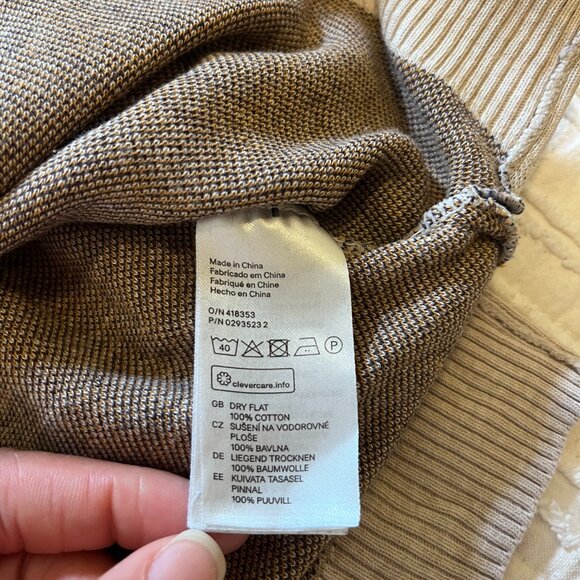 Made in China
Fabricado em China
Fabriqué en Chine
Hecho en China
O/N 418353
P/N 0293523 2
40 P
clevercare.info
GB DRY FLAT
100% COTTON
CZ SUŠENÍ NA VODOROVNÉ
PLOŠE
100% BAVLNA
DE LIEGEND TROCKNEN
100% BAUMWOLLE
EE KUIVATA TASASEL
PINNAL
100% PUUVILL